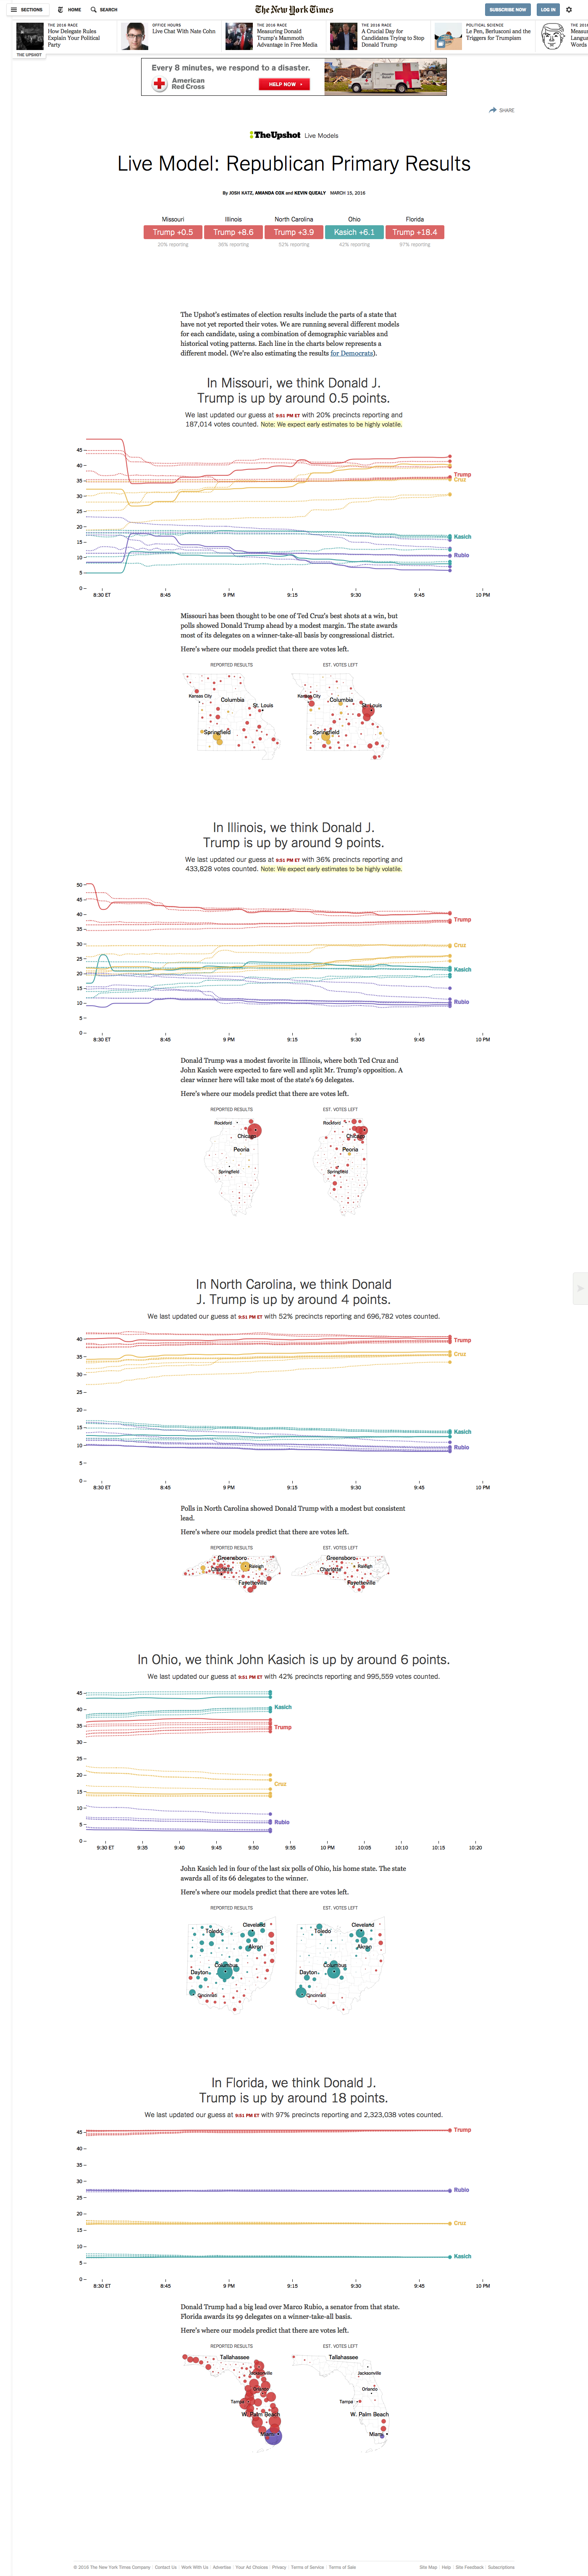 SECTIONS HOME SEARCH
The New York Times
SUBSCRIBE NOW LOG IN
THE 2016 RACE
How Delegate Rules
Explain Your Political
Party
OFFICE HOURS
Live Chat With Nate Cohn
THE 2016 RACE
Measuring Donald
Trump's Mammoth
Advantage in Free Media
THE 2016 RACE
A Crucial Day for
Candidates Trying to Stop
Donald Trump
POLITICAL SCIENCE
Le Pen, Berlusconi and the
Triggers for Trumpism
THE UPSHOT
Every 8 minutes, we respond to a disaster.
American
Red Cross
HELP NOW
SHARE
TheUpshot Live Models
Live Model: Republican Primary Results
By JOSH KATZ, AMANDA COX and KEVIN QUEALY MARCH 15, 2016
Missouri Illinois North Carolina Ohio Florida
Trump +0.5 Trump +8.6 Trump +3.9 Kasich +6.1 Trump +18.4
20% reporting 36% reporting 52% reporting 42% reporting 97% reporting
The Upshot's estimates of election results include the parts of a state that
have not yet reported their votes. We are running several different models
for each candidate, using a combination of demographic variables and
historical voting patterns. Each line in the charts below represents a
different model. (We're also estimating the results for Democrats).
In Missouri, we think Donald J.
Trump is up by around 0.5 points.
We last updated our guess at 9:51 PM ET with 20% precincts reporting and
187,014 votes counted. Note: We expect early estimates to be highly volatile.
45
40
35
30
25
20
15
10
5
0
Trump
Cruz
Kasich
Rubio
8:30 ET 8:45 9 PM 9:15 9:30 9:45 10 PM
Missouri has been thought to be one of Ted Cruz's best shots at a win, but
polls showed Donald Trump ahead by a modest margin. The state awards
most of its delegates on a winner-take-all basis by congressional district.
Here's where our models predict that there are votes left.
REPORTED RESULTS EST. VOTES LEFT
Kansas City Columbia St. Louis Springfield
Kansas City Columbia St. Louis Springfield
In Illinois, we think Donald J.
Trump is up by around 9 points.
We last updated our guess at 9:51 PM ET with 36% precincts reporting and
433,828 votes counted. Note: We expect early estimates to be highly volatile.
50
45
40
35
30
25
20
15
10
5
0
Trump
Cruz
Kasich
Rubio
8:30 ET 8:45 9 PM 9:15 9:30 9:45 10 PM
Donald Trump was a modest favorite in Illinois, where both Ted Cruz and
John Kasich were expected to fare well and split Mr. Trump's opposition. A
clear winner here will take most of the state's 69 delegates.
Here's where our models predict that there are votes left.
REPORTED RESULTS EST. VOTES LEFT
Rockford Chicago Peoria Springfield
Rockford Chicago Peoria Springfield
In North Carolina, we think Donald
J. Trump is up by around 4 points.
We last updated our guess at 9:51 PM ET with 52% precincts reporting and 696,782 votes counted.
40
35
30
25
20
15
10
5
0
Trump
Cruz
Kasich
Rubio
8:30 ET 8:45 9 PM 9:15 9:30 9:45 10 PM
Polls in North Carolina showed Donald Trump with a modest but consistent
lead.
Here's where our models predict that there are votes left.
REPORTED RESULTS EST. VOTES LEFT
Greensboro Raleigh Charlotte Fayetteville
Greensboro Raleigh Charlotte Fayetteville
In Ohio, we think John Kasich is up by around 6 points.
We last updated our guess at 9:51 PM ET with 42% precincts reporting and 995,559 votes counted.
45
40
35
30
25
20
15
10
5
0
Kasich
Trump
Cruz
Rubio
9:30 ET 9:35 9:40 9:45 9:50 9:55 10 PM 10:05 10:10 10:15 10:20
John Kasich led in four of the last six polls of Ohio, his home state. The state
awards all of its 66 delegates to the winner.
Here's where our models predict that there are votes left.
REPORTED RESULTS EST. VOTES LEFT
Toledo Cleveland Akron Columbus Dayton Cincinnati
Toledo Cleveland Akron Columbus Dayton Cincinnati
In Florida, we think Donald J.
Trump is up by around 18 points.
We last updated our guess at 9:51 PM ET with 97% precincts reporting and 2,323,038 votes counted.
45
40
35
30
25
20
15
10
5
0
Trump
Rubio
Cruz
Kasich
8:30 ET 8:45 9 PM 9:15 9:30 9:45 10 PM
Donald Trump had a big lead over Marco Rubio, a senator from that state.
Florida awards its 99 delegates on a winner-take-all basis.
Here's where our models predict that there are votes left.
REPORTED RESULTS EST. VOTES LEFT
Tallahassee Jacksonville Orlando Tampa W. Palm Beach Miami
Tallahassee Jacksonville Orlando Tampa W. Palm Beach Miami
© 2016 The New York Times Company Contact Us Work With Us Advertise Your Ad Choices Privacy Terms of Service Terms of Sale
Site Map Help Site Feedback Subscriptions